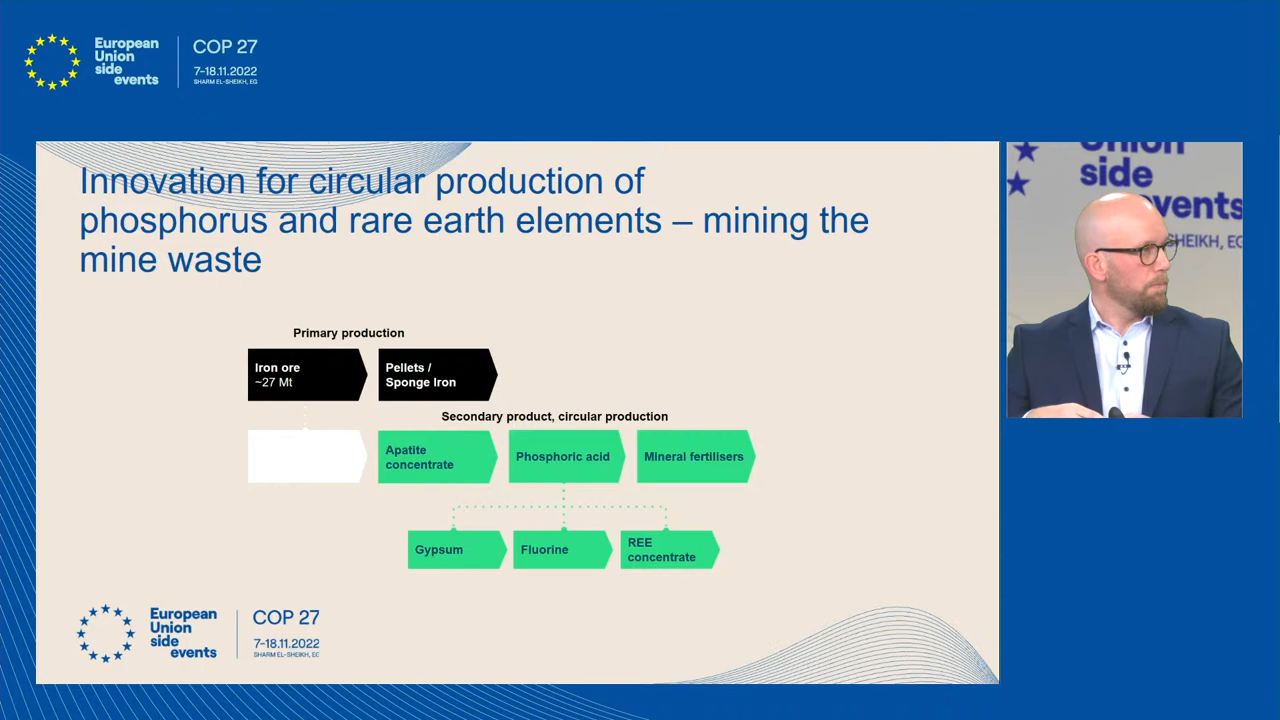 European
Union
side
events
COP 27
7-18.11.2022
SHARM EL-SHEIKH, EG
Innovation for circular production of
phosphorus and rare earth elements – mining the
mine waste
Primary production
Iron ore
~27 Mt
Pellets /
Sponge Iron
Secondary product, circular production
Apatite
concentrate
Phosphoric acid
Mineral fertilisers
Gypsum
Fluorine
REE
concentrate
European
Union
side
events
COP 27
7-18.11.2022
SHARM EL-SHEIKH, EG
Union
side
events
SHEIKH, EG